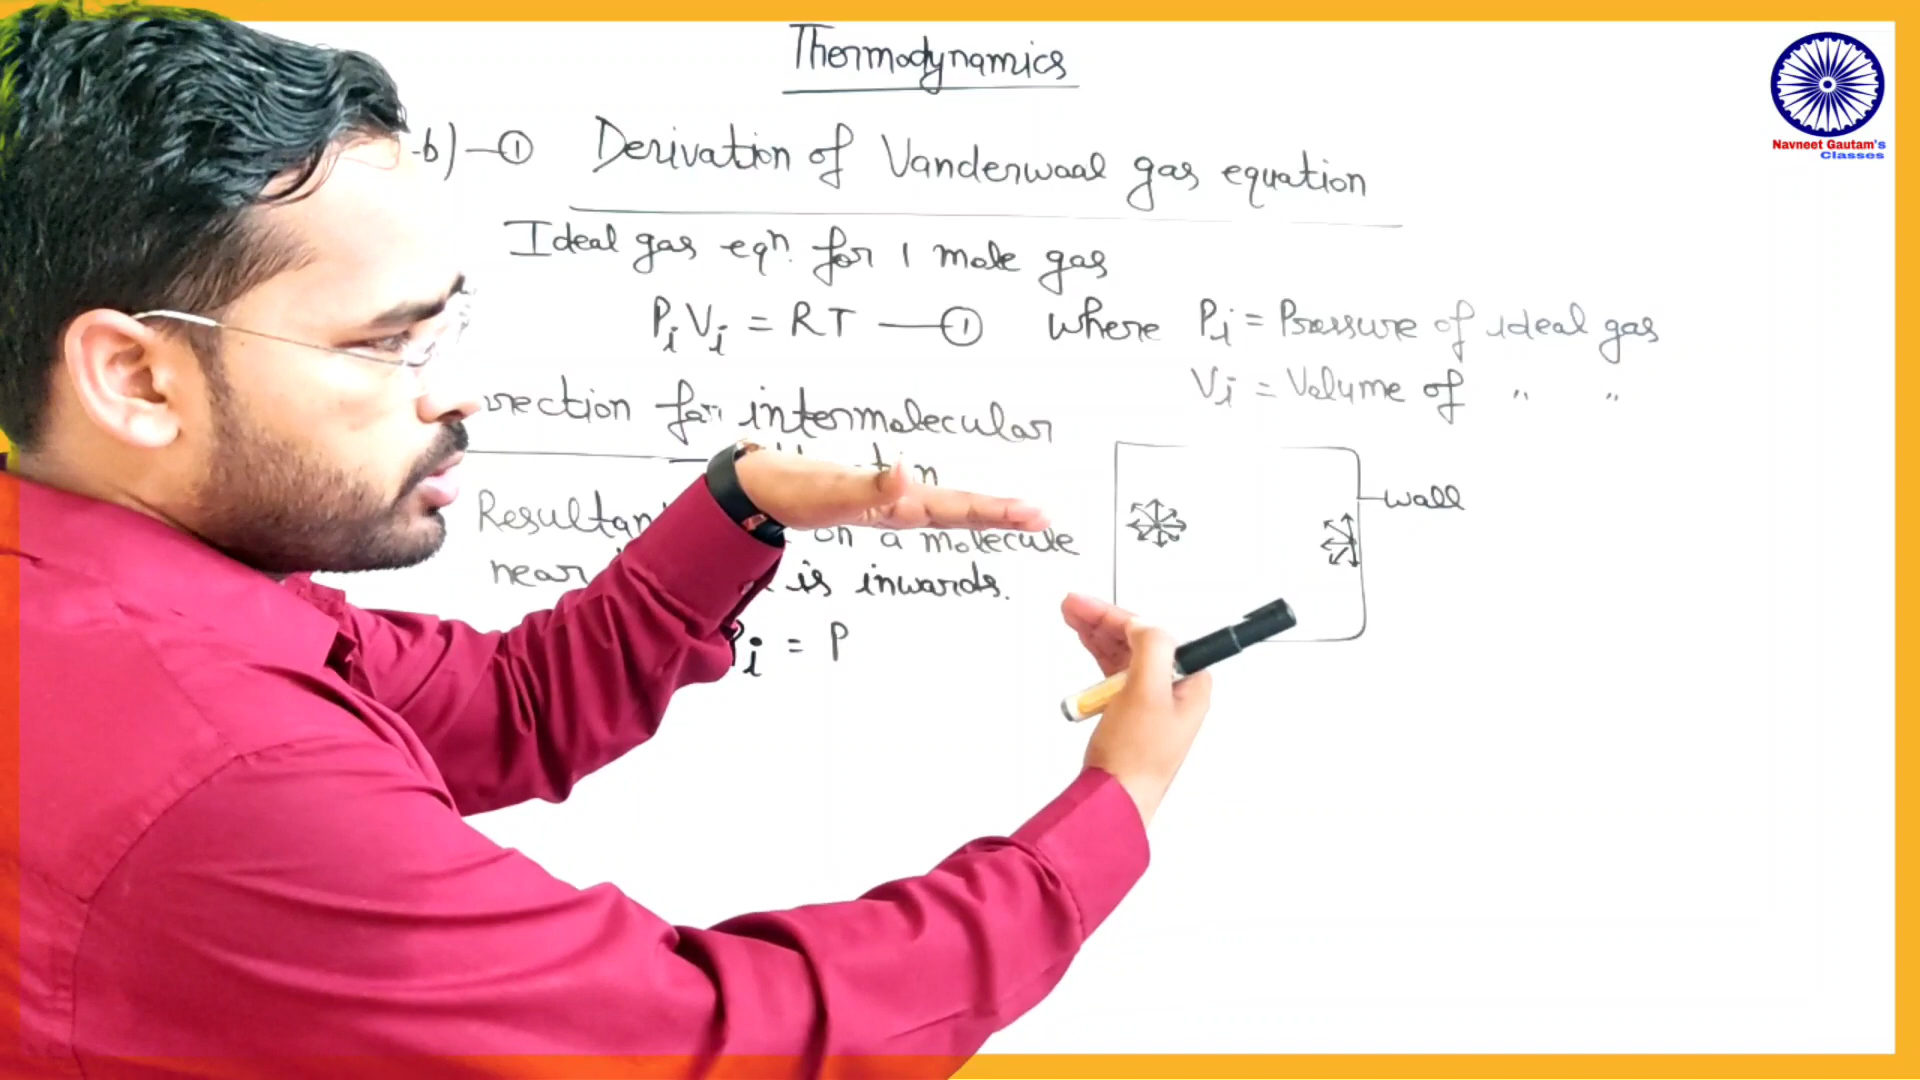 Thermodynamics
-b) — ① Derivation of Vanderwaal gas equation
Ideal gas eqn. for 1 mole gas
PiVi = RT — ① where Pi = Pressure of ideal gas
Vi = Volume of " "
rection for intermolecular
Resultan on a molecule
near is inwards.
Pi = P
wall
Navneet Gautam's
Classes